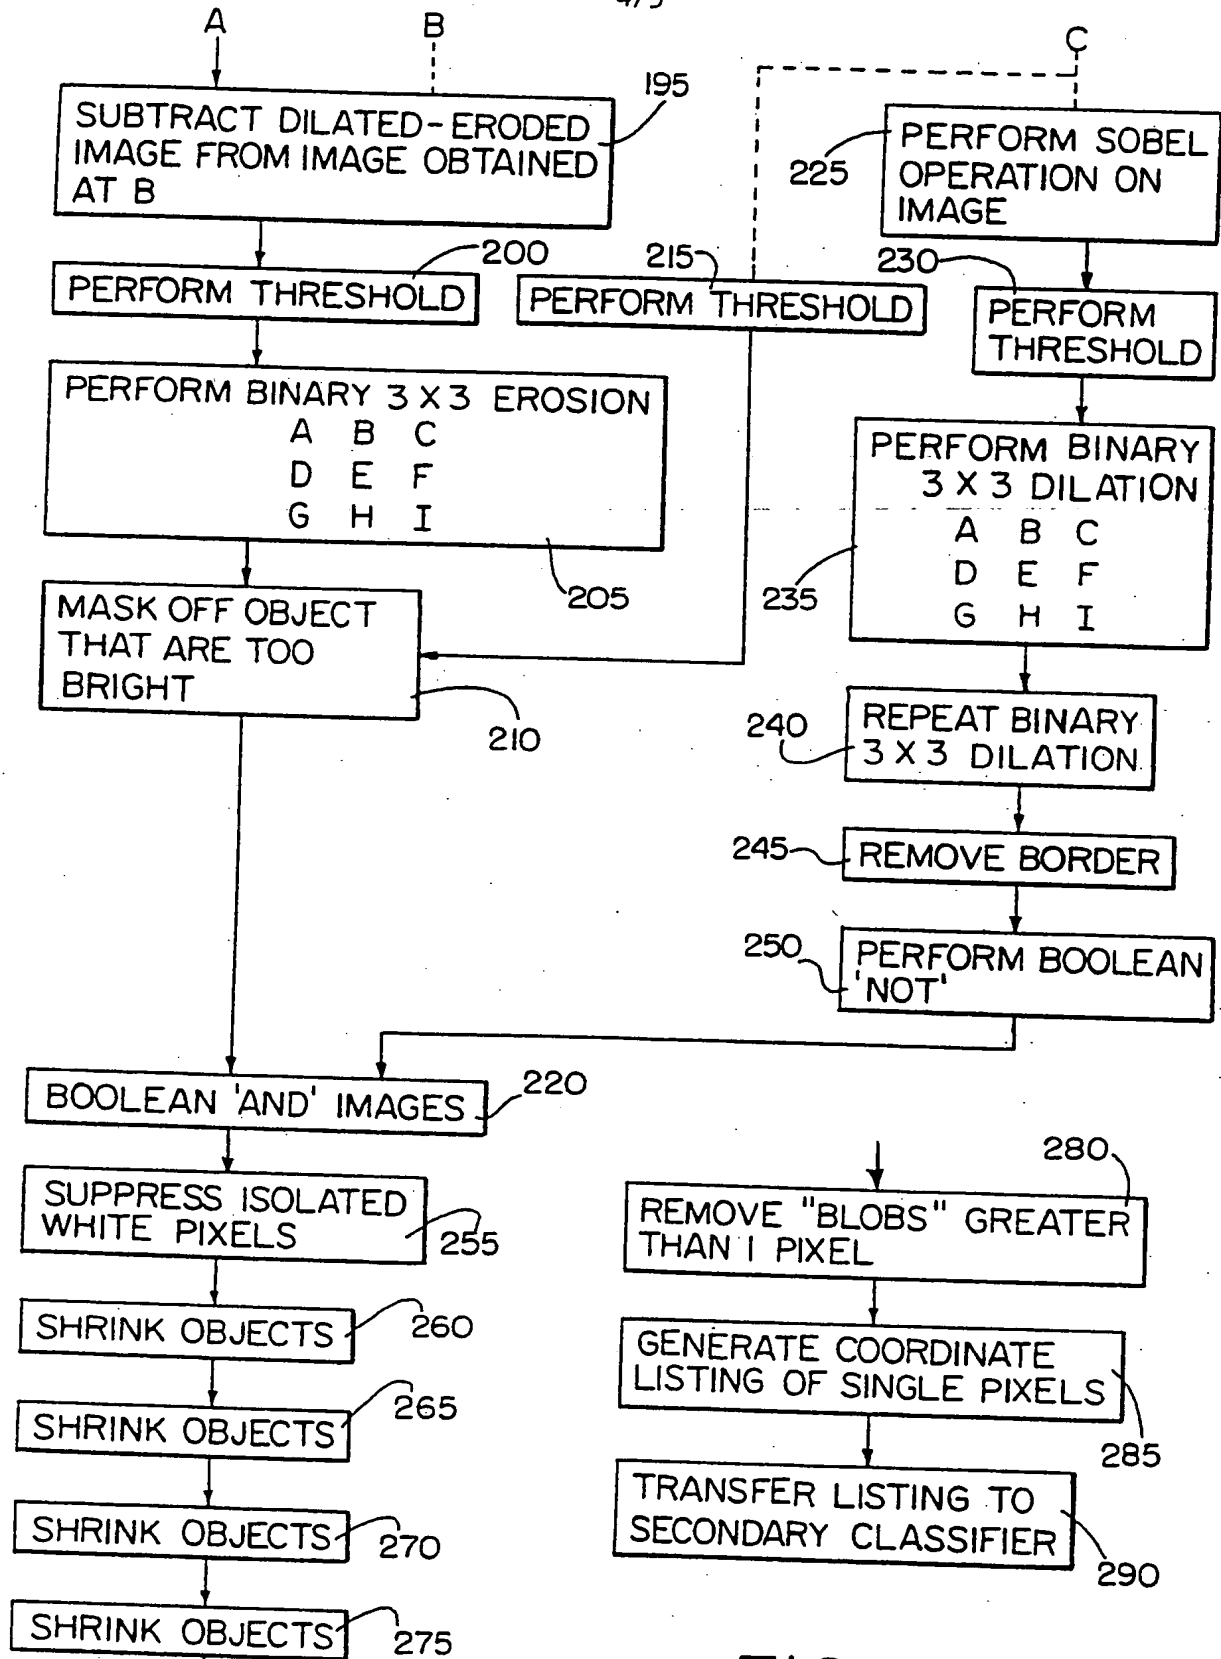 4/5
A
B
C
195
SUBTRACT DILATED-ERODED
IMAGE FROM IMAGE OBTAINED
AT B
225
PERFORM SOBEL
OPERATION ON
IMAGE
200
PERFORM THRESHOLD
215
PERFORM THRESHOLD
230
PERFORM
THRESHOLD
PERFORM BINARY 3 X 3 EROSION
A B C
D E F
G H I
205
PERFORM BINARY
3 X 3 DILATION
A B C
D E F
G H I
235
MASK OFF OBJECT
THAT ARE TOO
BRIGHT
210
240
REPEAT BINARY
3 X 3 DILATION
245
REMOVE BORDER
250
PERFORM BOOLEAN
'NOT'
BOOLEAN 'AND' IMAGES
220
SUPPRESS ISOLATED
WHITE PIXELS
255
SHRINK OBJECTS
260
SHRINK OBJECTS
265
SHRINK OBJECTS
270
SHRINK OBJECTS
275
280
REMOVE "BLOBS" GREATER
THAN 1 PIXEL
GENERATE COORDINATE
LISTING OF SINGLE PIXELS
285
TRANSFER LISTING TO
SECONDARY CLASSIFIER
290